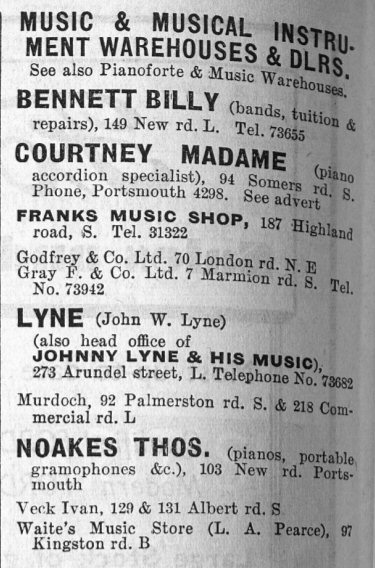 MUSIC & MUSICAL INSTRU-
MENT WAREHOUSES & DLRS.
See also Pianoforte & Music Warehouses.
BENNETT BILLY (bands, tuition &
repairs), 149 New rd. L. Tel. 73655
COURTNEY MADAME (piano
accordion specialist), 94 Somers rd. S.
Phone, Portsmouth 4298. See advert
FRANKS MUSIC SHOP, 187 Highland
road, S. Tel. 31322
Godfrey & Co. Ltd. 70 London rd. N. E
Gray F. & Co. Ltd. 7 Marmion rd. S. Tel.
No. 73942
LYNE (John W. Lyne)
(also head office of
JOHNNY LYNE & HIS MUSIC),
273 Arundel street, L. Telephone No. 73682
Murdoch, 92 Palmerston rd. S. & 218 Com-
mercial rd. L
NOAKES THOS. (pianos, portable
gramophones &c.), 103 New rd. Ports-
mouth
Veck Ivan, 129 & 131 Albert rd. S
Waite's Music Store (L. A. Pearce), 97
Kingston rd. B